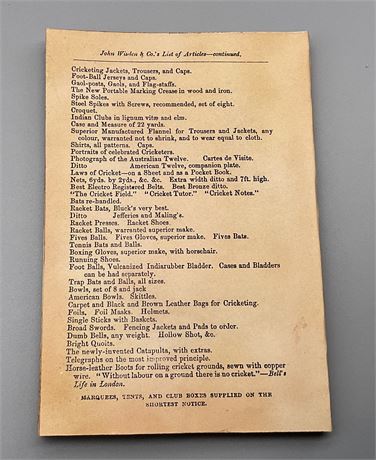 John Wisden & Co.'s List of Articles—continued.
Cricketing Jackets, Trousers, and Caps.
Foot-Ball Jerseys and Caps.
Gaol-posts, Gaols, and Flag-staffs.
The New Portable Marking Crease in wood and iron.
Spike Soles.
Steel Spikes with Screws, recommended, set of eight.
Croquet.
Indian Clubs in lignum vitæ and elm.
Case and Measure of 22 yards.
Superior Manufactured Flannel for Trousers and Jackets, any
colour, warranted not to shrink, and to wear equal to cloth.
Shirts, all patterns. Caps.
Portraits of celebrated Cricketers.
Photograph of the Australian Twelve. Cartes de Visite.
Ditto American Twelve, companion plate.
Laws of Cricket—on a Sheet and as a Pocket Book.
Nets, 6yds. by 2yds., &c. &c. Extra width ditto and 7ft. high.
Best Electro Registered Belts. Best Bronze ditto.
"The Cricket Field." "Cricket Tutor." "Cricket Notes."
Bats re-handled.
Racket Bats, Bluck's very best.
Ditto Jefferies and Maling's.
Racket Presses. Racket Shoes.
Racket Balls, warranted superior make.
Fives Balls. Fives Gloves, superior make. Fives Bats.
Tennis Bats and Balls.
Boxing Gloves, superior make, with horsehair.
Running Shoes.
Foot Balls, Vulcanized Indiarubber Bladder. Cases and Bladders
can be had separately.
Trap Bats and Balls, all sizes.
Bowls, set of 8 and jack
American Bowls. Skittles.
Carpet and Black and Brown Leather Bags for Cricketing.
Foils. Foil Masks. Helmets.
Single Sticks with Baskets.
Broad Swords. Fencing Jackets and Pads to order.
Dumb Bells, any weight. Hollow Shot, &c.
Bright Quoits.
The newly-invented Catapulta, with extras.
Telegraphs on the most improved principle.
Horse-leather Boots for rolling cricket grounds, sewn with copper
wire. "Without labour on a ground there is no cricket."—Bell's
Life in London.
MARQUEES, TENTS, AND CLUB BOXES SUPPLIED ON THE
SHORTEST NOTICE.